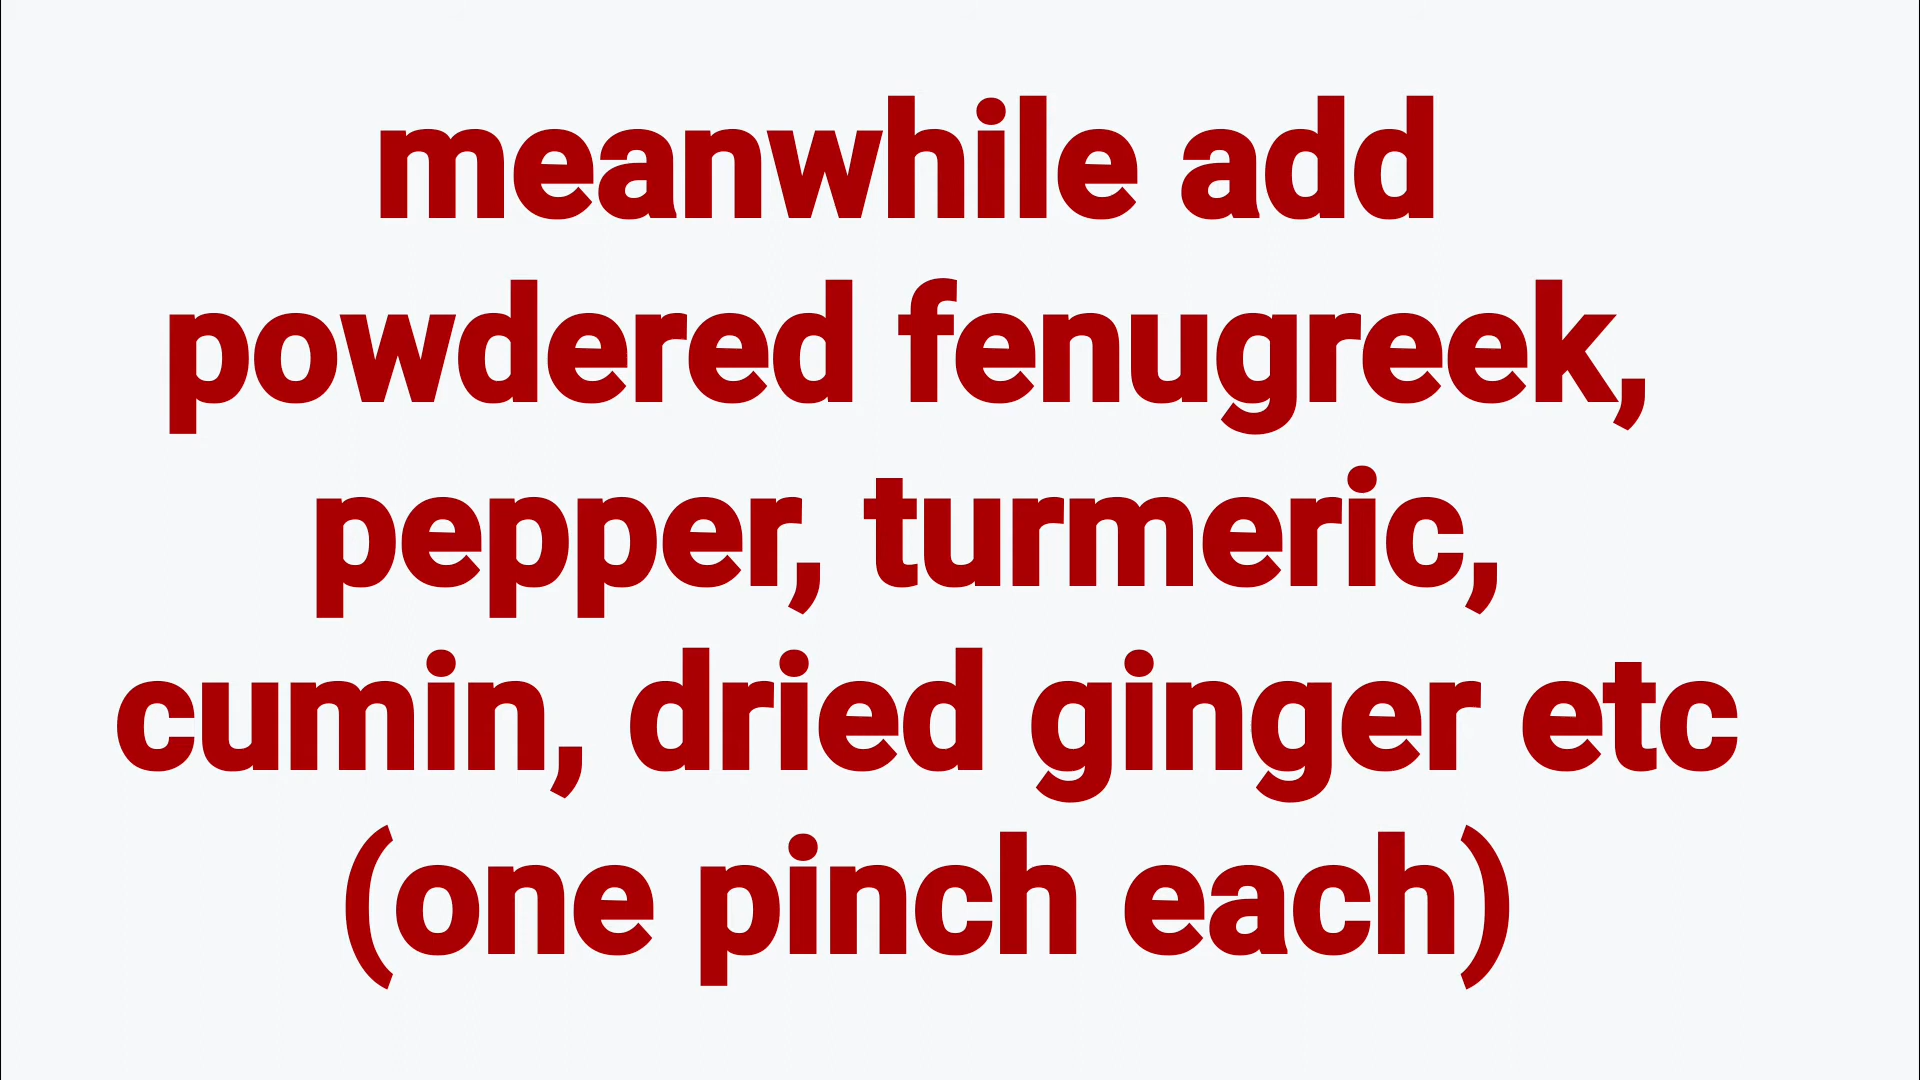 meanwhile add
powdered fenugreek,
pepper, turmeric,
cumin, dried ginger etc
(one pinch each)